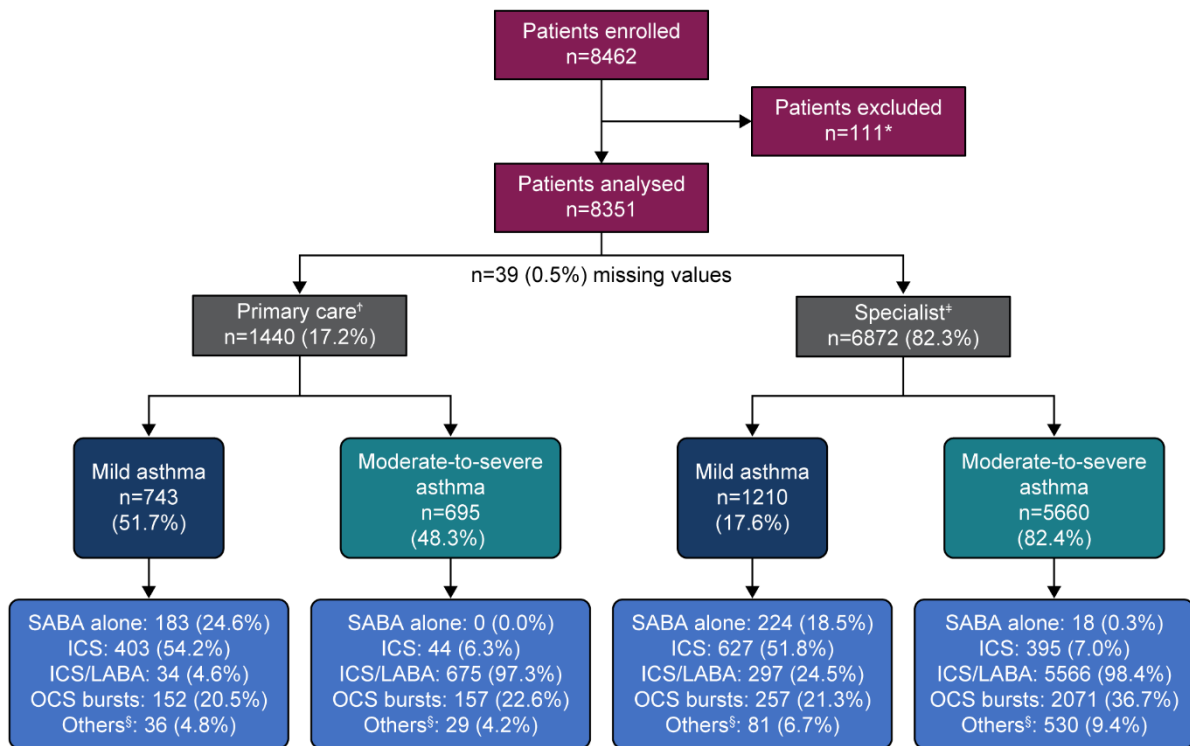 Patients enrolled
n=8462
Patients excluded
n=111*
Patients analysed
n=8351
n=39 (0.5%) missing values
Primary care†
n=1440 (17.2%)
Specialist‡
n=6872 (82.3%)
Mild asthma
n=743
(51.7%)
Moderate-to-severe
asthma
n=695
(48.3%)
Mild asthma
n=1210
(17.6%)
Moderate-to-severe
asthma
n=5660
(82.4%)
SABA alone: 183 (24.6%)
ICS: 403 (54.2%)
ICS/LABA: 34 (4.6%)
OCS bursts: 152 (20.5%)
Others§: 36 (4.8%)
SABA alone: 0 (0.0%)
ICS: 44 (6.3%)
ICS/LABA: 675 (97.3%)
OCS bursts: 157 (22.6%)
Others§: 29 (4.2%)
SABA alone: 224 (18.5%)
ICS: 627 (51.8%)
ICS/LABA: 297 (24.5%)
OCS bursts: 257 (21.3%)
Others§: 81 (6.7%)
SABA alone: 18 (0.3%)
ICS: 395 (7.0%)
ICS/LABA: 5566 (98.4%)
OCS bursts: 2071 (36.7%)
Others§: 530 (9.4%)